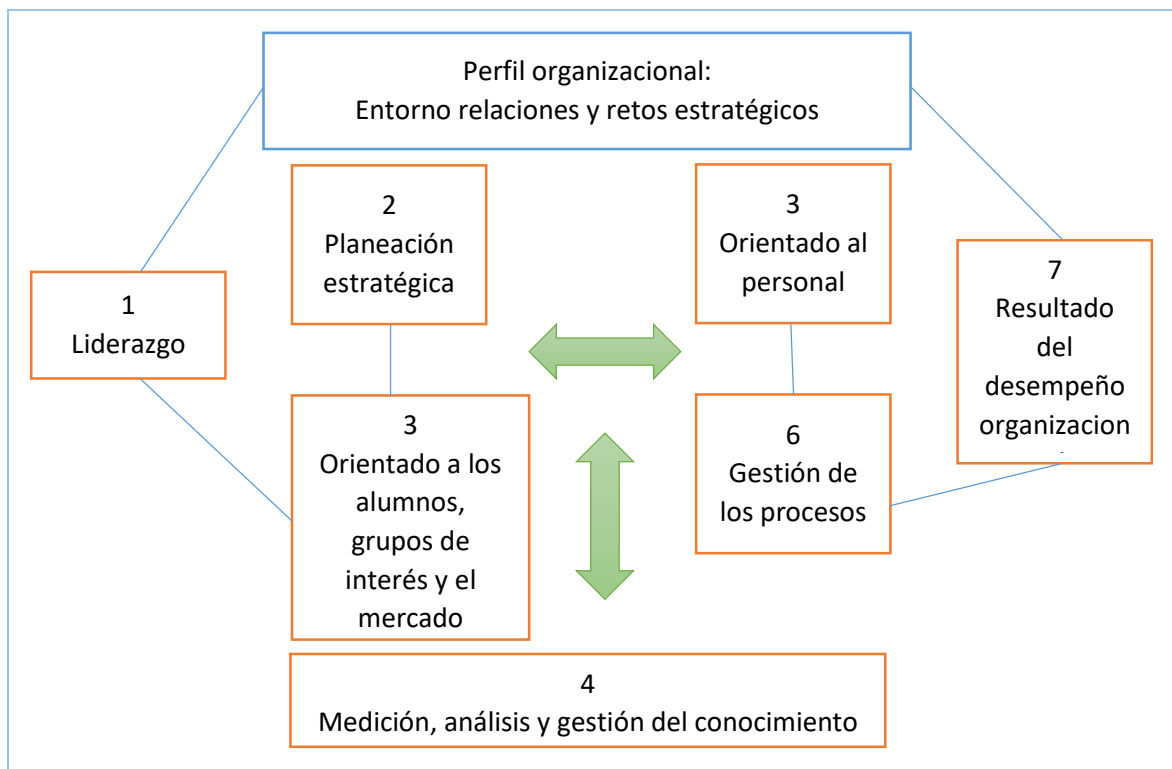 Perfil organizacional:
Entorno relaciones y retos estratégicos
2
Planeación
estratégica
3
Orientado al
personal
1
Liderazgo
7
Resultado
del
desempeño
organizacion
3
Orientado a los
alumnos,
grupos de
interés y el
mercado
6
Gestión de
los procesos
4
Medición, análisis y gestión del conocimiento